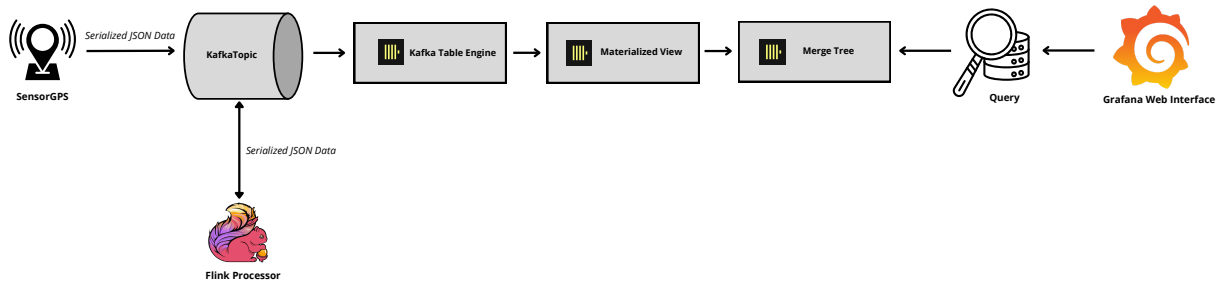 Serialized JSON Data
SensorGPS
KafkaTopic
Kafka Table Engine
Materialized View
Merge Tree
Query
Grafana Web Interface
Serialized JSON Data
Flink Processor